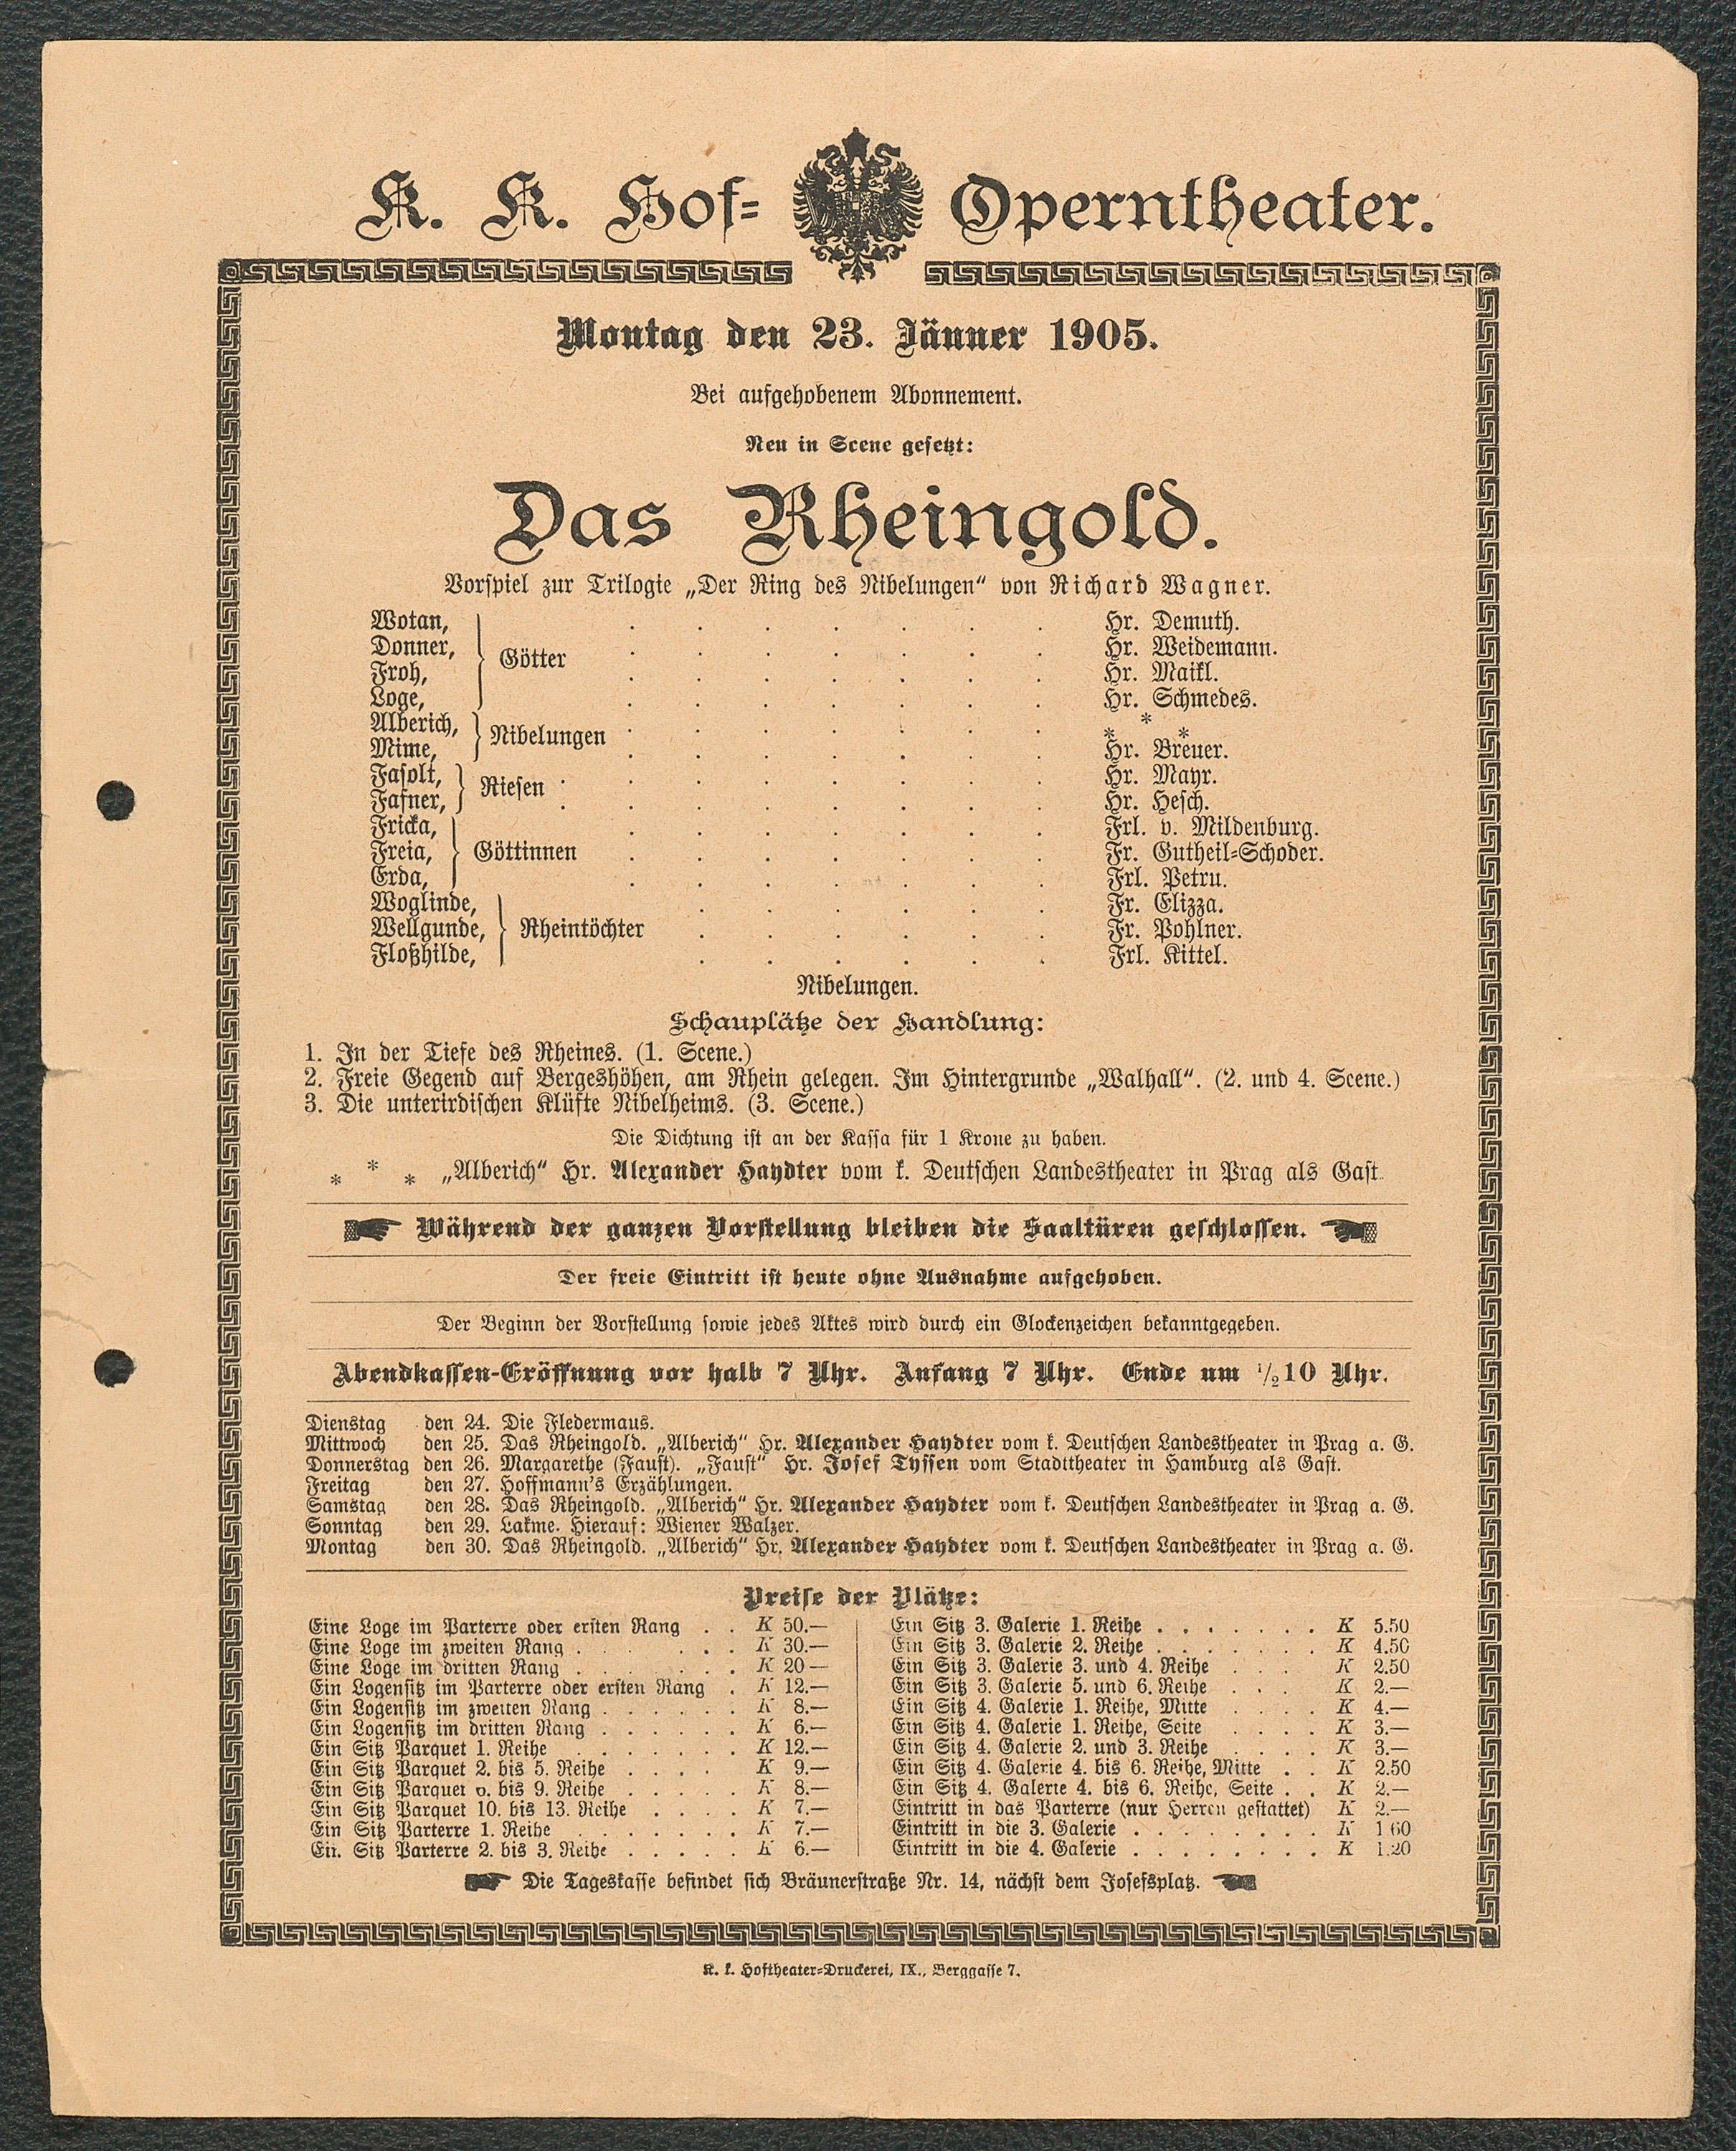 K. K. Hof= Operntheater.
Montag den 23. Jänner 1905.
Bei aufgehobenem Abonnement.
Neu in Scene gesetzt:
Das Rheingold.
Vorspiel zur Trilogie „Der Ring des Nibelungen“ von Richard Wagner.
Wotan, . . . . . . . Hr. Demuth.
Donner, . . . . . . . Hr. Weidemann.
Götter
Froh, . . . . . . . Hr. Maikl.
Loge, . . . . . . . Hr. Schmedes.
Alberich, . . . . . . . * * *
Nibelungen
Mime, . . . . . . . Hr. Breuer.
Fasolt, . . . . . . . . Hr. Mayr.
Riesen
Fafner, . . . . . . . . Hr. Hesch.
Fricka, . . . . . . . Frl. v. Mildenburg.
Freia, Göttinnen . . . . . . . Fr. Gutheil=Schoder.
Erda, . . . . . . . Frl. Petru.
Woglinde, . . . . . . Fr. Elizza.
Wellgunde, Rheintöchter . . . . . . Fr. Pohlner.
Floßhilde, . . . . . . Frl. Kittel.
Nibelungen.
Schauplätze der Handlung:
1. In der Tiefe des Rheines. (1. Scene.)
2. Freie Gegend auf Bergeshöhen, am Rhein gelegen. Im Hintergrunde „Walhall“. (2. und 4. Scene.)
3. Die unterirdischen Klüfte Nibelheims. (3. Scene.)
Die Dichtung ist an der Kassa für 1 Krone zu haben.
* * * „Alberich“ Hr. Alexander Haydter vom k. Deutschen Landestheater in Prag als Gast.
Während der ganzen Vorstellung bleiben die Saaltüren geschlossen.
Der freie Eintritt ist heute ohne Ausnahme aufgehoben.
Der Beginn der Vorstellung sowie jedes Aktes wird durch ein Glockenzeichen bekanntgegeben.
Abendkassen-Eröffnung vor halb 7 Uhr. Anfang 7 Uhr. Ende um 1/2 10 Uhr.
Dienstag den 24. Die Fledermaus.
Mittwoch den 25. Das Rheingold. „Alberich“ Hr. Alexander Haydter vom k. Deutschen Landestheater in Prag a. G.
Donnerstag den 26. Margarethe (Faust). „Faust“ Hr. Josef Tyssen vom Stadttheater in Hamburg als Gast.
Freitag den 27. Hoffmann's Erzählungen.
Samstag den 28. Das Rheingold. „Alberich“ Hr. Alexander Haydter vom k. Deutschen Landestheater in Prag a. G.
Sonntag den 29. Lakme. Hierauf: Wiener Walzer.
Montag den 30. Das Rheingold. „Alberich“ Hr. Alexander Haydter vom k. Deutschen Landestheater in Prag a. G.
Preise der Plätze:
Eine Loge im Parterre oder ersten Rang . . K 50.—
Eine Loge im zweiten Rang . . . . K 30.—
Eine Loge im dritten Rang . . . . . . K 20 —
Ein Logensitz im Parterre oder ersten Rang . K 12.—
Ein Logensitz im zweiten Rang . . . . . . K 8.—
Ein Logensitz im dritten Rang . . . . . . K 6.—
Ein Sitz Parquet 1. Reihe . . . . . . . K 12.—
Ein Sitz Parquet 2. bis 5. Reihe . . . . K 9.—
Ein Sitz Parquet 6. bis 9. Reihe . . . . . K 8.—
Ein Sitz Parquet 10. bis 13. Reihe . . . . K 7.—
Ein Sitz Parterre 1. Reihe . . . . . . . K 7.—
Ein Sitz Parterre 2. bis 3. Reihe . . . . . K 6.—
Ein Sitz 3. Galerie 1. Reihe . . . . . . . K 5.50
Ein Sitz 3. Galerie 2. Reihe . . . . . . . K 4.50
Ein Sitz 3. Galerie 3. und 4. Reihe . . . K 2.50
Ein Sitz 3. Galerie 5. und 6. Reihe . . . K 2.—
Ein Sitz 4. Galerie 1. Reihe, Mitte . . . . K 4.—
Ein Sitz 4. Galerie 1. Reihe, Seite . . . . K 3.—
Ein Sitz 4. Galerie 2. und 3. Reihe . . . . K 3.—
Ein Sitz 4. Galerie 4. bis 6. Reihe, Mitte . . K 2.50
Ein Sitz 4. Galerie 4. bis 6. Reihe, Seite . . K 2.—
Eintritt in das Parterre (nur Herren gestattet) K 2.—
Eintritt in die 3. Galerie . . . . . . . . K 1 60
Eintritt in die 4. Galerie . . . . . . . . K 1.20
Die Tageskasse befindet sich Bräunerstraße Nr. 14, nächst dem Josefsplatz.
K. k. Hoftheater=Druckerei, IX., Berggasse 7.